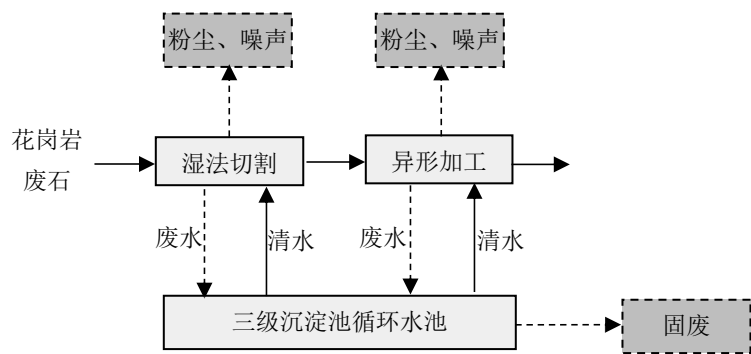 粉尘、噪声
粉尘、噪声
花岗岩
废石
湿法切割
异形加工
废水
清水
废水
清水
三级沉淀池循环水池
固废